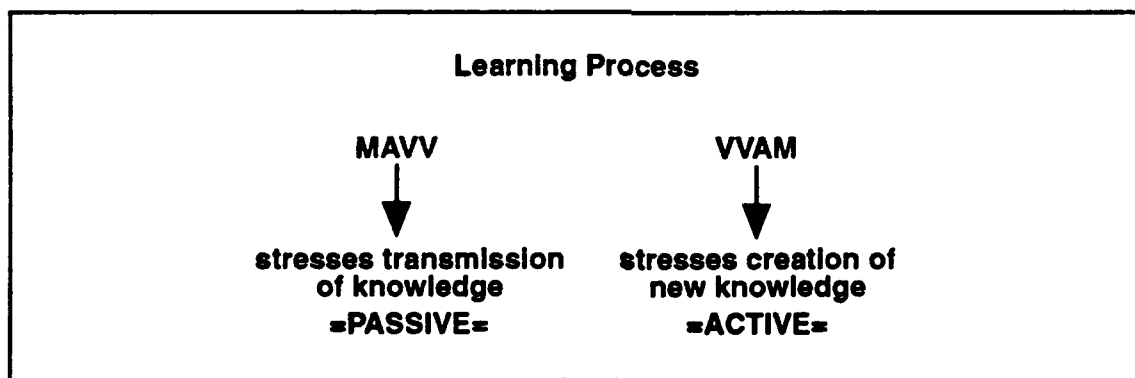 Learning Process
MAVV VVAM
stresses transmission stresses creation of
of knowledge new knowledge
=PASSIVE= =ACTIVE=